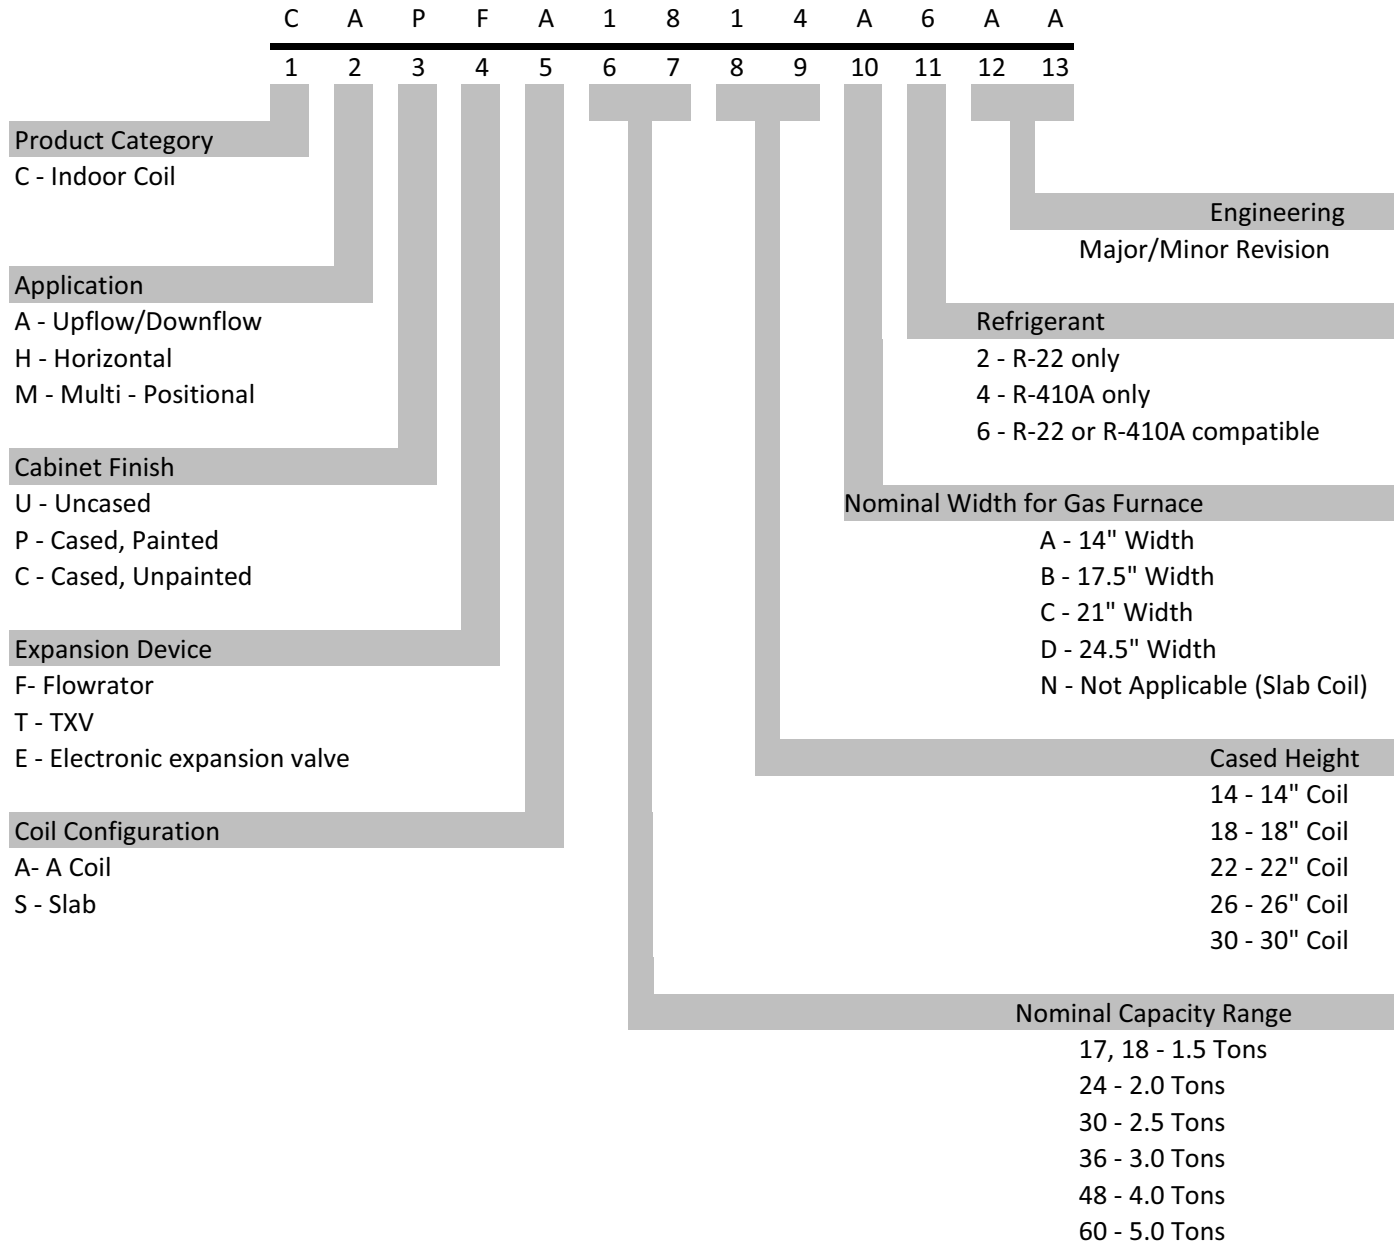 C A P F A 1 8 1 4 A 6 A A
1 2 3 4 5 6 7 8 9 10 11 12 13
Product Category
C - Indoor Coil
Application
A - Upflow/Downflow
H - Horizontal
M - Multi - Positional
Cabinet Finish
U - Uncased
P - Cased, Painted
C - Cased, Unpainted
Expansion Device
F- Flowrator
T - TXV
E - Electronic expansion valve
Coil Configuration
A- A Coil
S - Slab
Engineering
Major/Minor Revision
Refrigerant
2 - R-22 only
4 - R-410A only
6 - R-22 or R-410A compatible
Nominal Width for Gas Furnace
A - 14" Width
B - 17.5" Width
C - 21" Width
D - 24.5" Width
N - Not Applicable (Slab Coil)
Cased Height
14 - 14" Coil
18 - 18" Coil
22 - 22" Coil
26 - 26" Coil
30 - 30" Coil
Nominal Capacity Range
17, 18 - 1.5 Tons
24 - 2.0 Tons
30 - 2.5 Tons
36 - 3.0 Tons
48 - 4.0 Tons
60 - 5.0 Tons